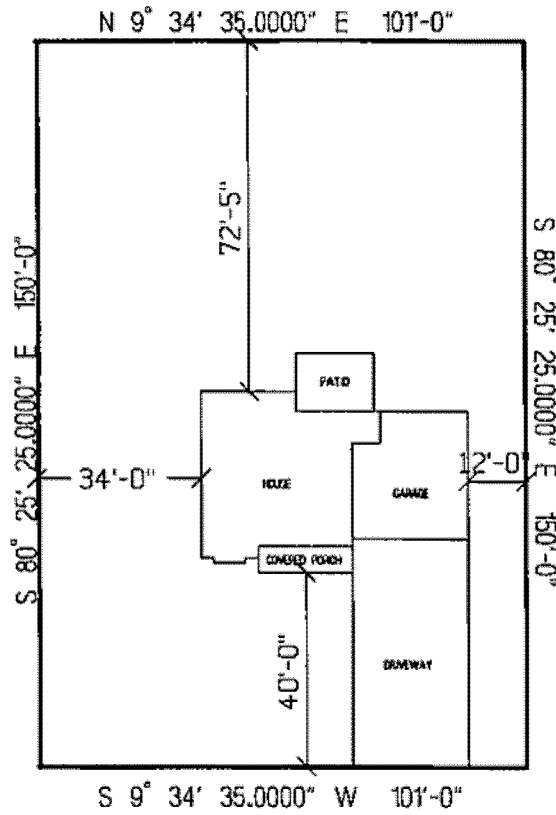 N 9° 34' 35.0000" E 101'-0"
72'-5"
S 80° 25' 25.0000" E 150'-0"
S 80° 25' 25.0000" E 150'-0"
PATIO
34'-0"
HOUSE
GARAGE
12'-0"
COVERED PORCH
40'-0"
DRIVEWAY
S 9° 34' 35.0000" W 101'-0"